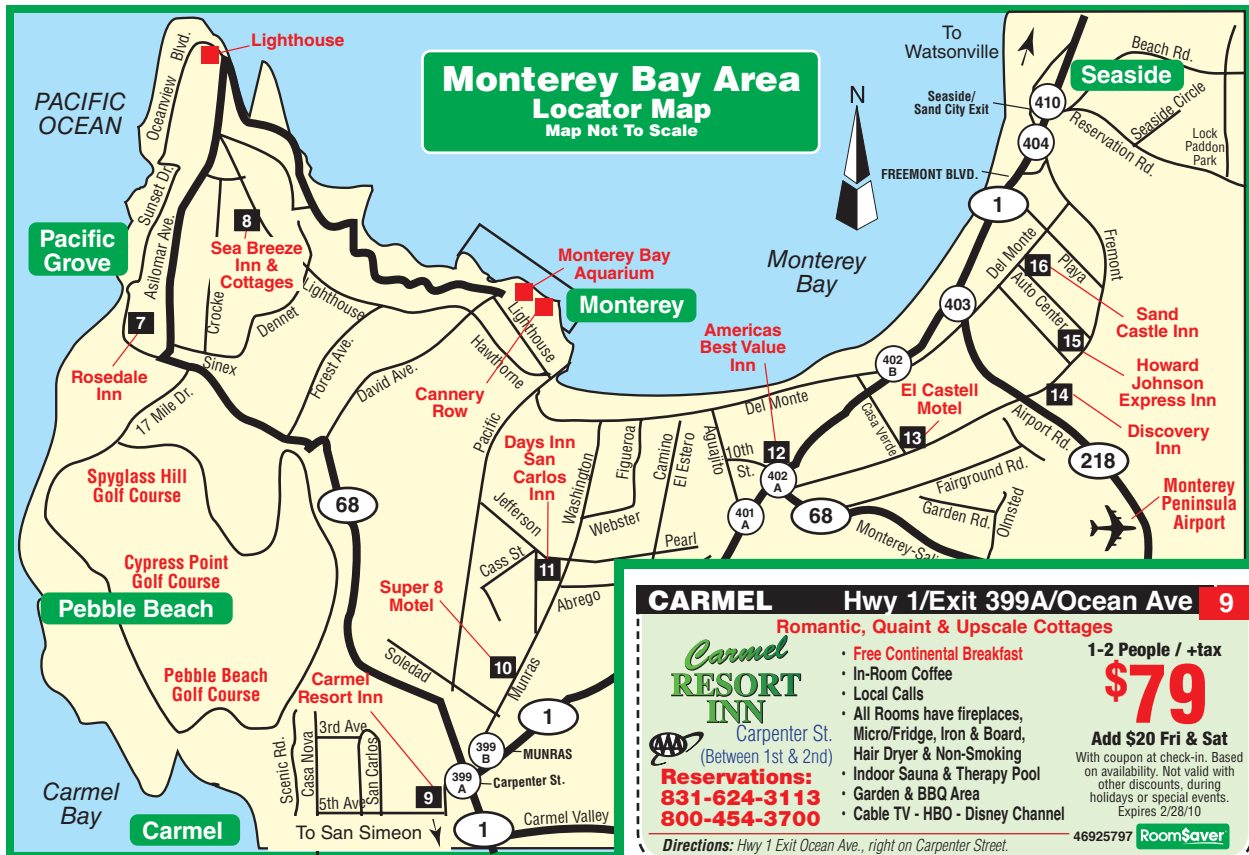 Monterey Bay Area
Locator Map
Map Not To Scale
N
Lighthouse
PACIFIC
OCEAN
Oceanview Blvd.
Sunset Dr.
Asilomar Ave.
Pacific
Grove
8
Sea Breeze
Inn &
Cottages
7
Rosedale
Inn
Crocke
Dennet
Sinex
Lighthouse
Forest Ave.
David Ave.
17 Mile Dr.
Monterey Bay
Aquarium
Monterey
Lighthouse
Hawthorne
Cannery
Row
Pacific
Monterey
Bay
To
Watsonville
Beach Rd.
Seaside
Seaside/
Sand City Exit
410
404
Seaside Circle
Reservation Rd.
Lock
Paddon
Park
FREEMONT BLVD.
1
Del Monte
Playa
Fremont
16
Auto Center
403
Sand
Castle Inn
15
Howard
Johnson
Express Inn
14
Discovery
Inn
Airport Rd.
218
Monterey
Peninsula
Airport
Americas
Best Value
Inn
402
B
El Castell
Motel
13
Casa Verde
Del Monte
Aguajito
10th
St.
12
402
A
401
A
68
Fairground Rd.
Garden Rd.
Olmsted
Monterey-Sali
Days Inn
San
Carlos
Inn
Washington
Figueroa
Camino
El Estero
Webster
Pearl
Jefferson
Cass St.
11
Abrego
Super 8
Motel
10
Munras
Soledad
68
Spyglass Hill
Golf Course
Cypress Point
Golf Course
Pebble Beach
Pebble Beach
Golf Course
Carmel
Resort Inn
3rd Ave
5th Ave
Scenic Rd.
Casa Nova
San Carlos
9
1
399
B
MUNRAS
399
A
Carpenter St.
1
Carmel Valley
To San Simeon
Carmel
Bay
Carmel
CARMEL Hwy 1/Exit 399A/Ocean Ave 9
Romantic, Quaint & Upscale Cottages
Carmel
RESORT
INN
AAA
Carpenter St.
(Between 1st & 2nd)
Reservations:
831-624-3113
800-454-3700
• Free Continental Breakfast
• In-Room Coffee
• Local Calls
• All Rooms have fireplaces,
Micro/Fridge, Iron & Board,
Hair Dryer & Non-Smoking
• Indoor Sauna & Therapy Pool
• Garden & BBQ Area
• Cable TV - HBO - Disney Channel
1-2 People / +tax
$79
Add $20 Fri & Sat
With coupon at check-in. Based
on availability. Not valid with
other discounts, during
holidays or special events.
Expires 2/28/10
46925797 Room$aver
Directions: Hwy 1 Exit Ocean Ave., right on Carpenter Street.